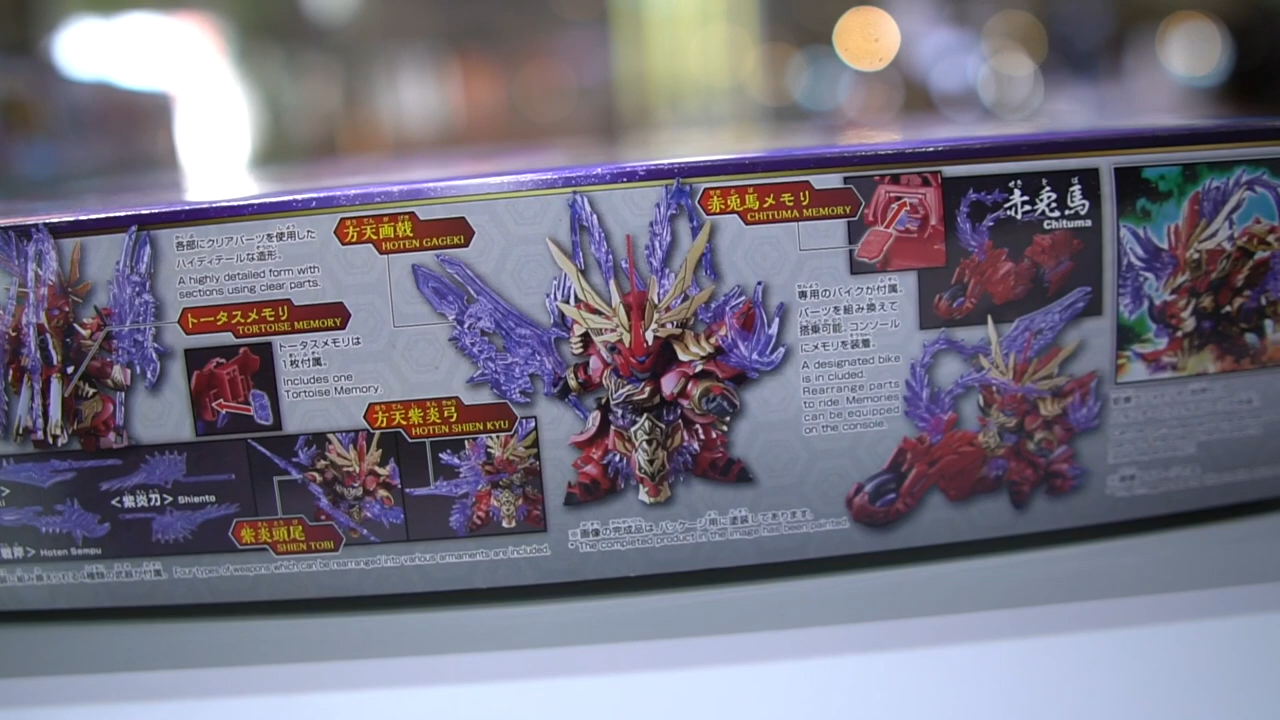 各部にクリアパーツを使用した
ハイディテールな造形。
A highly detailed form with
sections using clear parts.
トータスメモリ
TORTOISE MEMORY
トータスメモリは
1枚付属。
Includes one
Tortoise Memory.
方天画戟
HOTEN GAGEKI
方天紫炎弓
HOTEN SHIEN KYU
<紫炎刀> Shiento
紫炎頭尾
SHIEN TOBI
Hoten Sempu
Four types of weapons which can be rearranged into various armaments are included.
赤兎馬メモリ
CHITUMA MEMORY
赤兎馬
Chituma
専用のバイクが付属。
パーツを組み換えて
搭乗可能。コンソール
にメモリを装着。
A designated bike
is in cluded.
Rearrange parts
to ride. Memories
can be equipped
on the console.
※画像の完成品は、パッケージ用に塗装してあります。
*The completed product in the image has been painted.